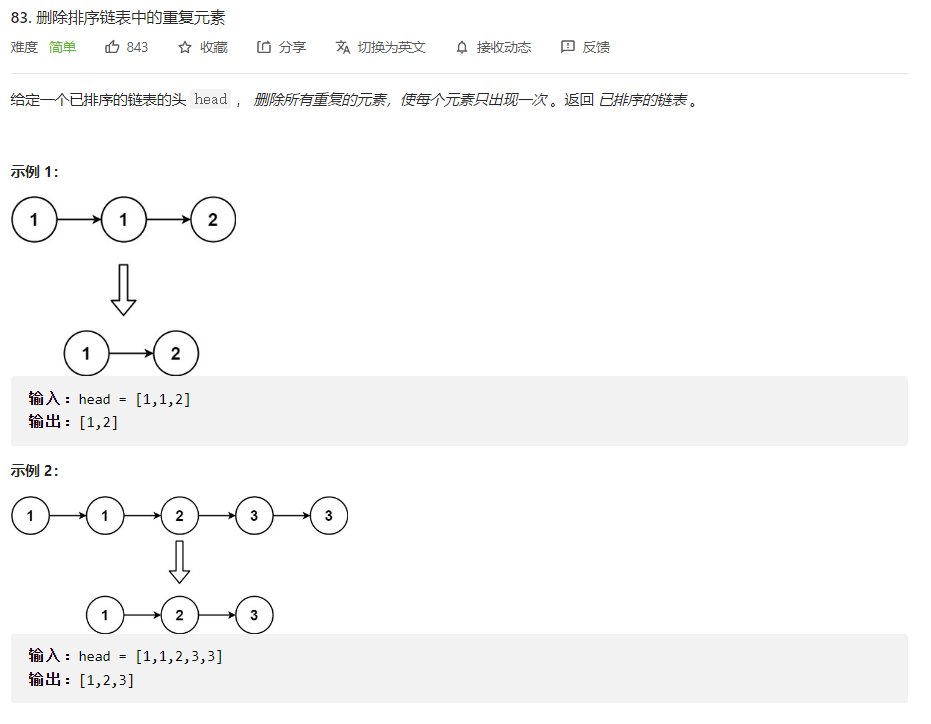 83. 删除排序链表中的重复元素
难度 简单 843 收藏 分享 切换为英文 接收动态 反馈
给定一个已排序的链表的头 head ， 删除所有重复的元素，使每个元素只出现一次 。返回 已排序的链表 。
示例 1：
1 1 2
1 2
输入：head = [1,1,2]
输出：[1,2]
示例 2：
1 1 2 3 3
1 2 3
输入：head = [1,1,2,3,3]
输出：[1,2,3]